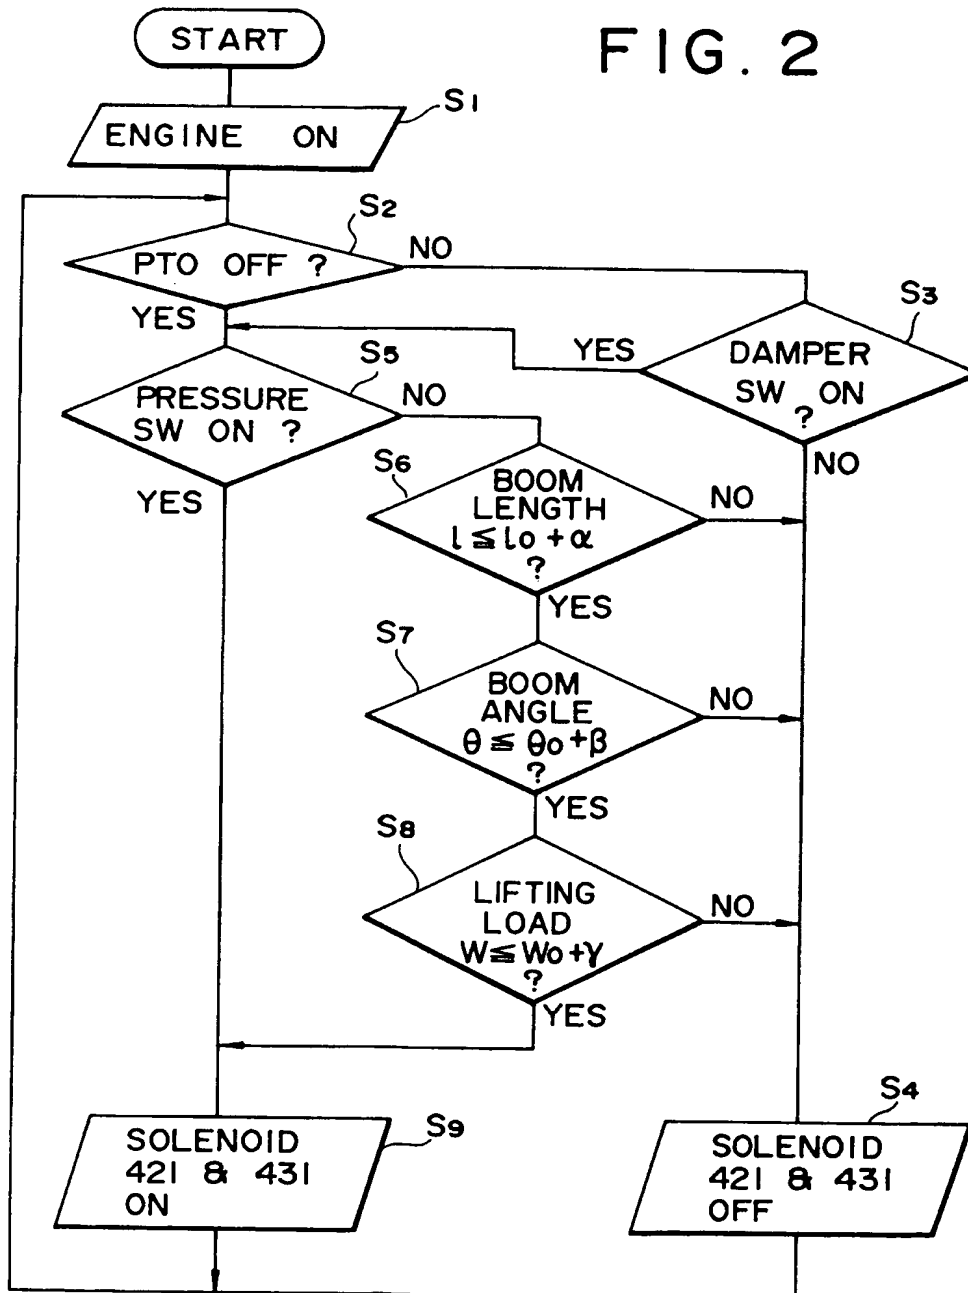 START
FIG. 2
ENGINE ON
S1
S2
PTO OFF ?
NO
YES
S3
DAMPER
SW ON
?
YES
NO
S5
PRESSURE
SW ON ?
NO
YES
S6
BOOM
LENGTH
l ≦ lo + α
?
NO
YES
S7
BOOM
ANGLE
θ ≦ θo + β
?
NO
YES
S8
LIFTING
LOAD
W ≦ Wo + γ
?
NO
YES
S9
SOLENOID
421 & 431
ON
S4
SOLENOID
421 & 431
OFF